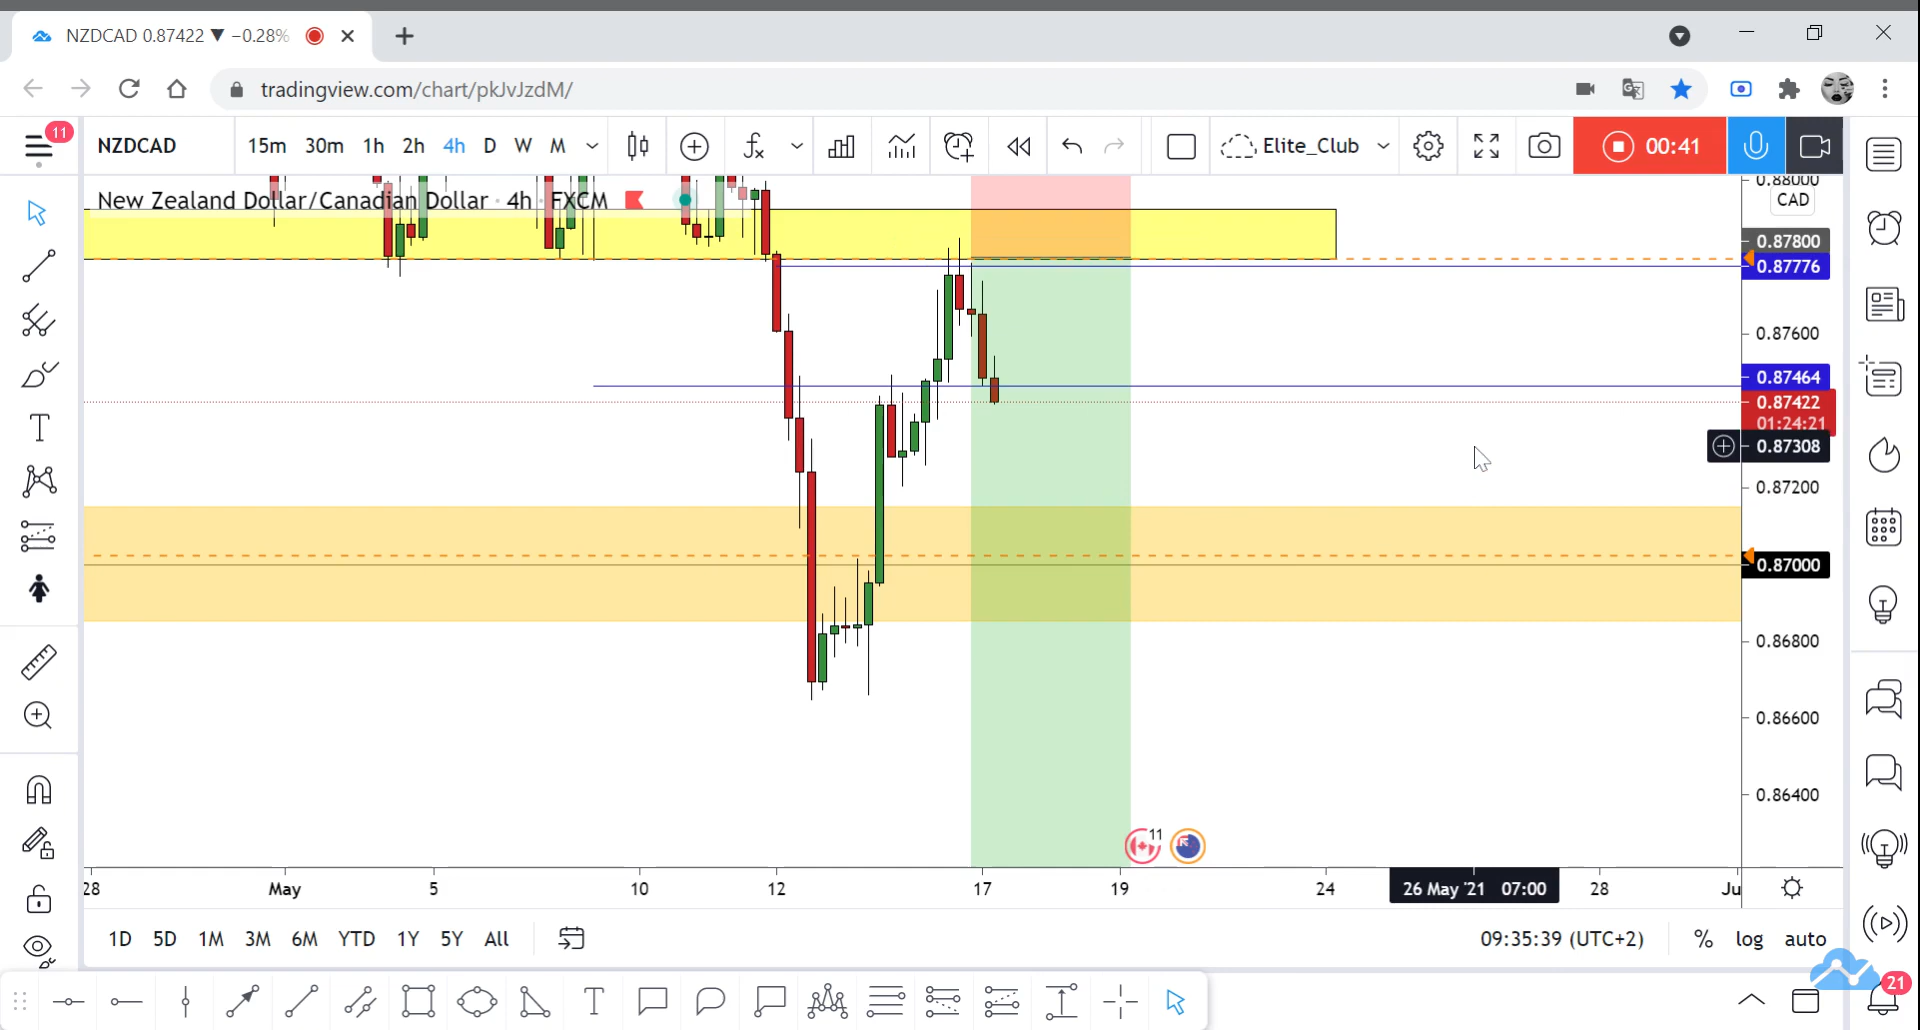 NZDCAD 0.87422 ▼ −0.28%
tradingview.com/chart/pkJvJzdM/
11
NZDCAD 15m 30m 1h 2h 4h D W M Elite_Club 00:41
New Zealand Dollar/Canadian Dollar · 4h · FXCM
0.88000
CAD
0.87800
0.87776
0.87600
0.87464
0.87422
01:24:21
0.87308
0.87200
0.87000
0.86800
0.86600
0.86400
11
28 May 5 10 12 17 19 24 26 May '21 07:00 28 Ju
1D 5D 1M 3M 6M YTD 1Y 5Y All 09:35:39 (UTC+2) % log auto
T
21